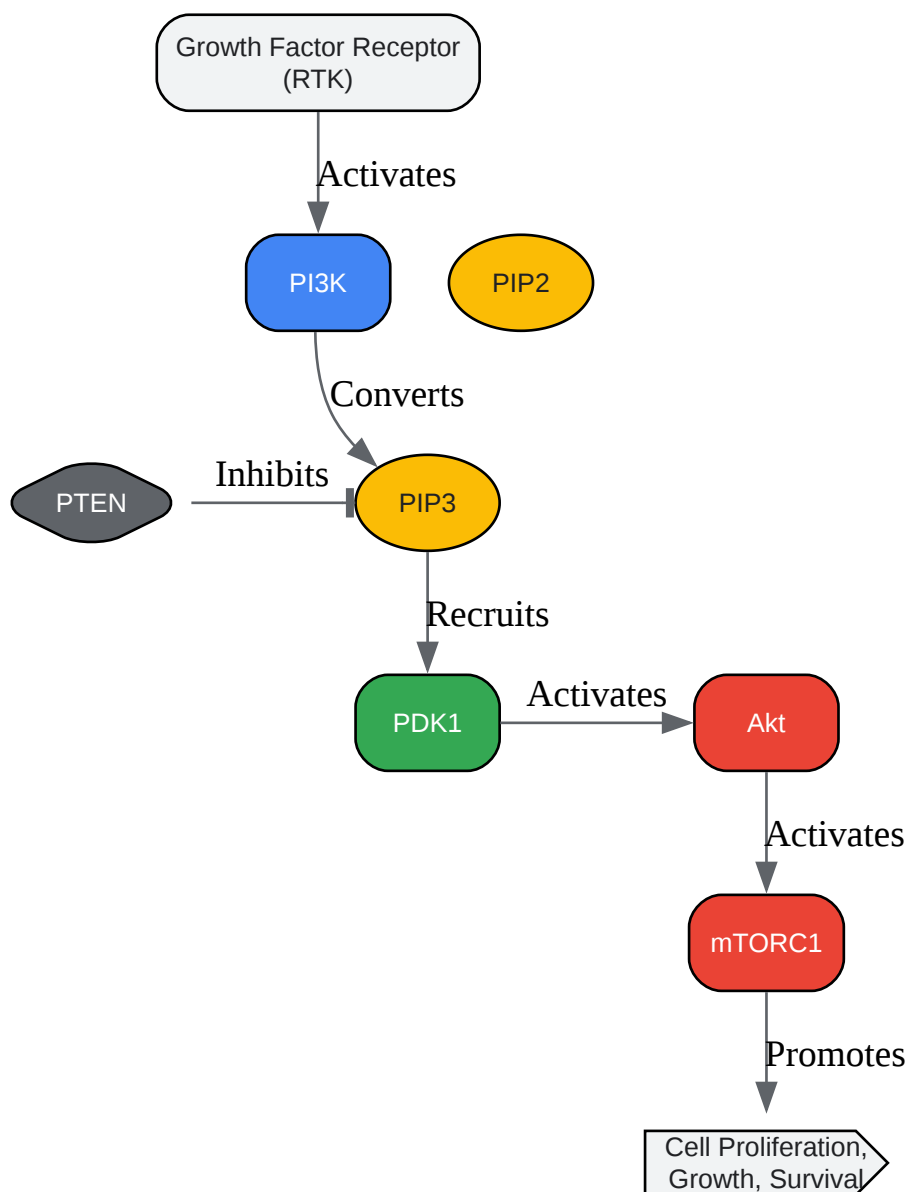 Growth Factor Receptor
(RTK)
Activates
PI3K
PIP2
Converts
Inhibits
PTEN
PIP3
Recruits
Activates
PDK1
Akt
Activates
mTORC1
Promotes
Cell Proliferation,
Growth, Survival